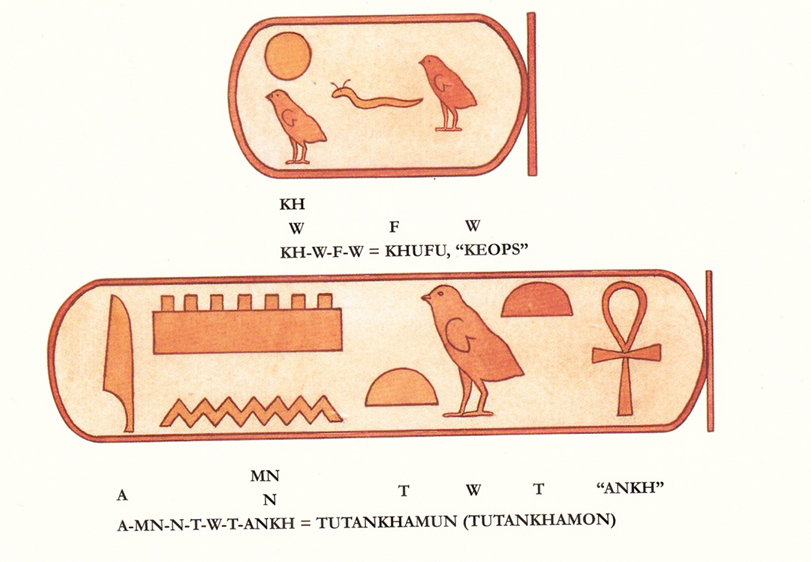 KH
W F W
KH-W-F-W = KHUFU, “KEOPS”
MN
A N T W T “ANKH”
A-MN-N-T-W-T-ANKH = TUTANKHAMUN (TUTANKHAMON)